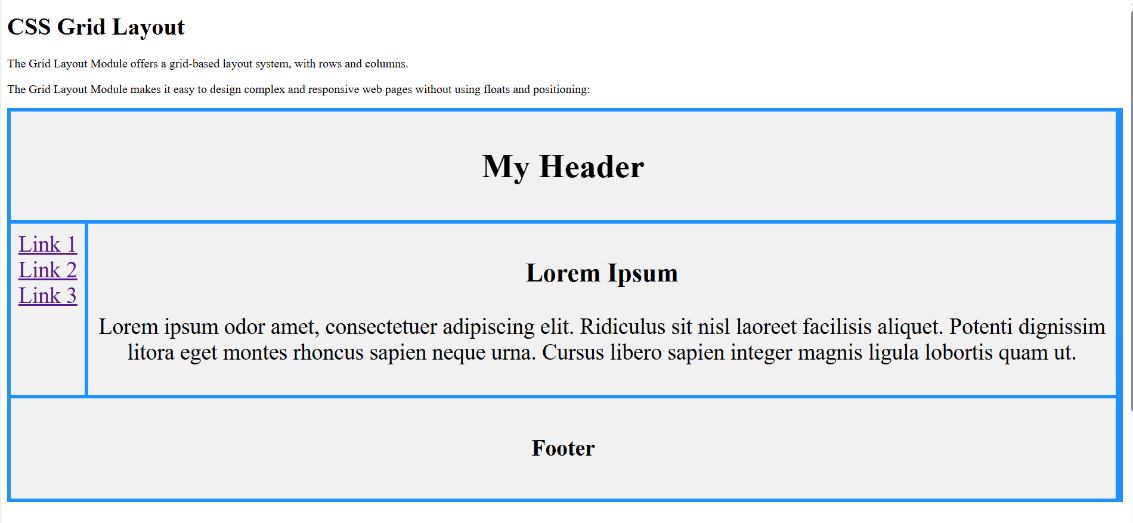 CSS Grid Layout
The Grid Layout Module offers a grid-based layout system, with rows and columns.
The Grid Layout Module makes it easy to design complex and responsive web pages without using floats and positioning:
My Header
Link 1
Link 2
Link 3
Lorem Ipsum
Lorem ipsum odor amet, consectetuer adipiscing elit. Ridiculus sit nisl laoreet facilisis aliquet. Potenti dignissim
litora eget montes rhoncus sapien neque urna. Cursus libero sapien integer magnis ligula lobortis quam ut.
Footer